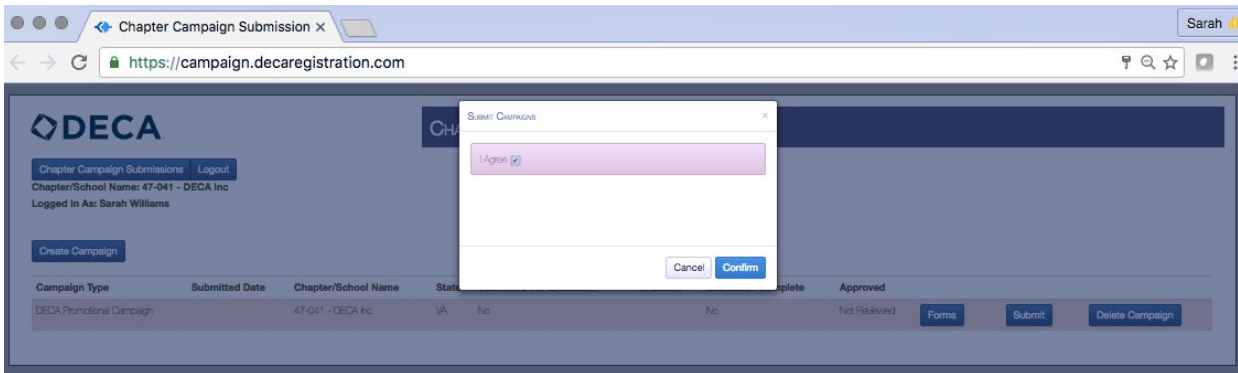 Chapter Campaign Submission
Sarah
https://campaign.decaregistration.com
DECA
CHA
SUBMIT CAMPAIGNS
I Agree
Cancel Confirm
Chapter Campaign Submissions Logout
Chapter/School Name: 47-041 - DECA Inc
Logged In As: Sarah Williams
Create Campaign
Campaign Type Submitted Date Chapter/School Name State Approved
DECA Promotional Campaign 47-041 - DECA Inc VA No No Not Reviewed Forms Submit Delete Campaign